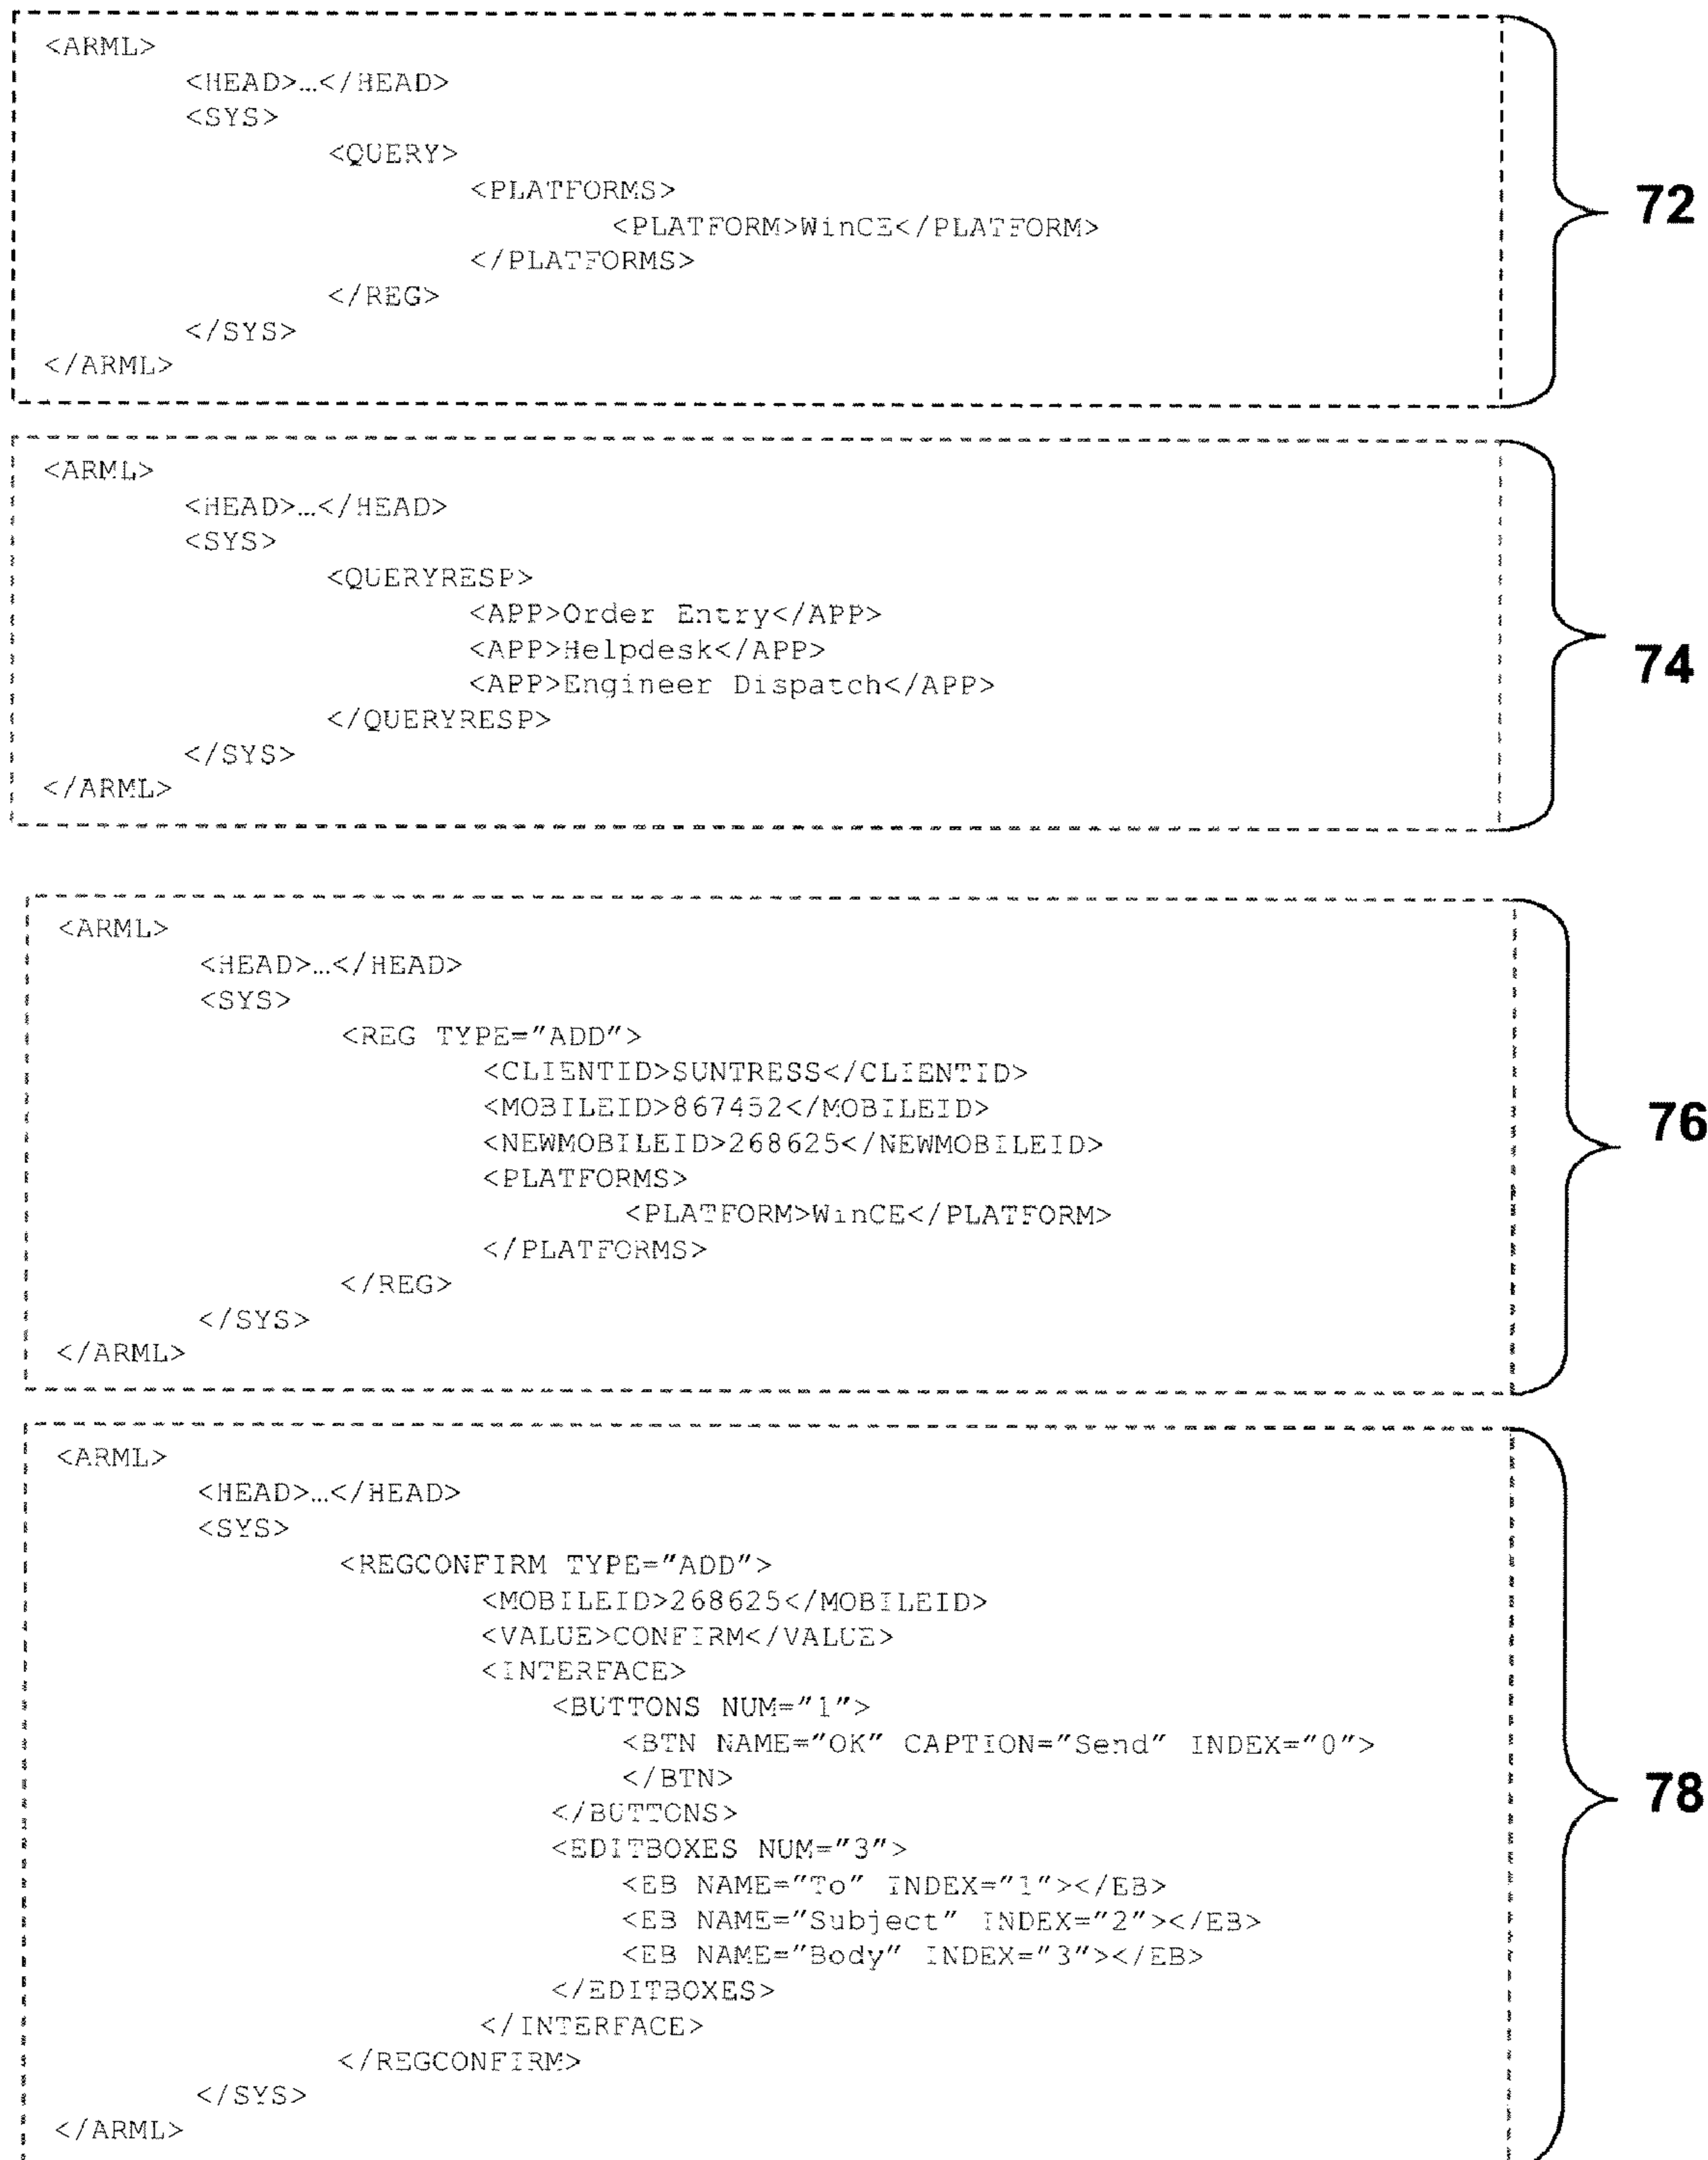 <ARML>
<HEAD>…</HEAD>
<SYS>
<QUERY>
<PLATFORMS>
<PLATFORM>WinCE</PLATFORM>
</PLATFORMS>
</REG>
</SYS>
</ARML>
72
<ARML>
<HEAD>…</HEAD>
<SYS>
<QUERYRESP>
<APP>Order Entry</APP>
<APP>Helpdesk</APP>
<APP>Engineer Dispatch</APP>
</QUERYRESP>
</SYS>
</ARML>
74
<ARML>
<HEAD>…</HEAD>
<SYS>
<REG TYPE="ADD">
<CLIENTID>SUNTRESS</CLIENTID>
<MOBILEID>867452</MOBILEID>
<NEWMOBILEID>268625</NEWMOBILEID>
<PLATFORMS>
<PLATFORM>WinCE</PLATFORM>
</PLATFORMS>
</REG>
</SYS>
</ARML>
76
<ARML>
<HEAD>…</HEAD>
<SYS>
<REGCONFIRM TYPE="ADD">
<MOBILEID>268625</MOBILEID>
<VALUE>CONFIRM</VALUE>
<INTERFACE>
<BUTTONS NUM="1">
<BTN NAME="OK" CAPTION="Send" INDEX="0">
</BTN>
</BUTTONS>
<EDITBOXES NUM="3">
<EB NAME="To" INDEX="1"></EB>
<EB NAME="Subject" INDEX="2"></EB>
<EB NAME="Body" INDEX="3"></EB>
</EDITBOXES>
</INTERFACE>
</REGCONFIRM>
</SYS>
</ARML>
78